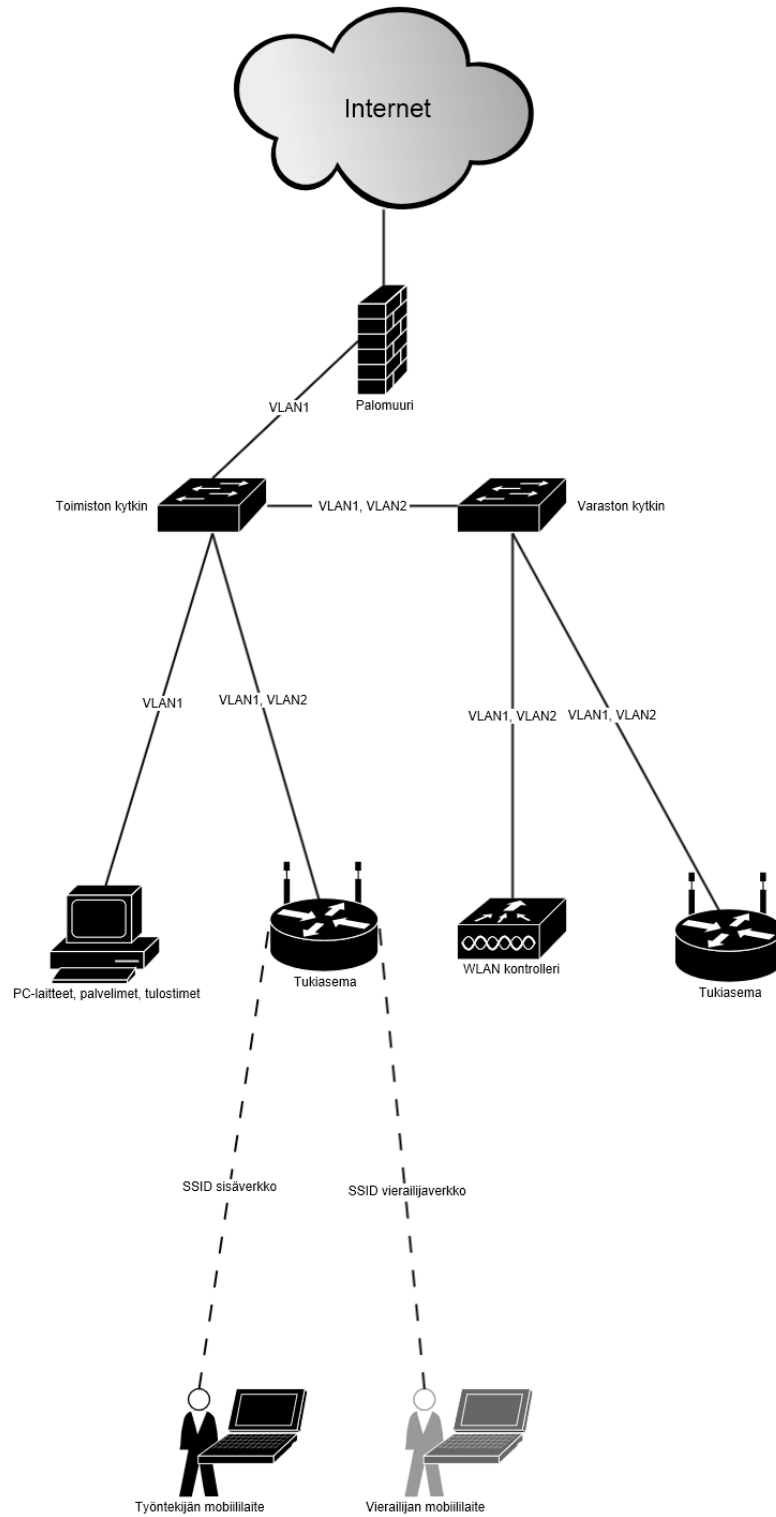 Internet
Palomuuri
VLAN1
Toimiston kytkin
VLAN1, VLAN2
Varaston kytkin
VLAN1
VLAN1, VLAN2
VLAN1, VLAN2
VLAN1, VLAN2
PC-laitteet, palvelimet, tulostimet
Tukiasema
WLAN kontrolleri
Tukiasema
SSID sisäverkko
SSID vierailijaverkko
Työntekijän mobiililaite
Vierailijan mobiililaite